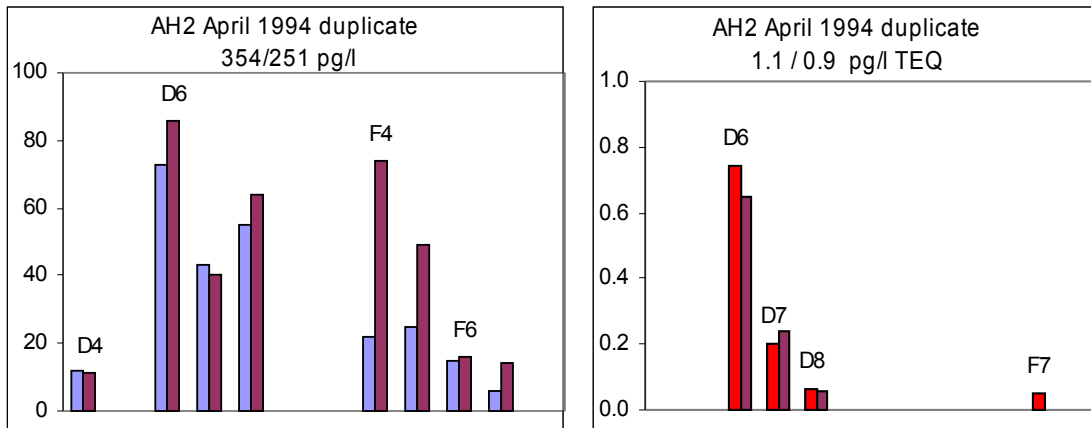 AH2 April 1994 duplicate
354/251 pg/l
100
80
60
40
20
0
D4
D6
F4
F6
AH2 April 1994 duplicate
1.1 / 0.9 pg/l TEQ
1.0
0.8
0.6
0.4
0.2
0.0
D6
D7
D8
F7